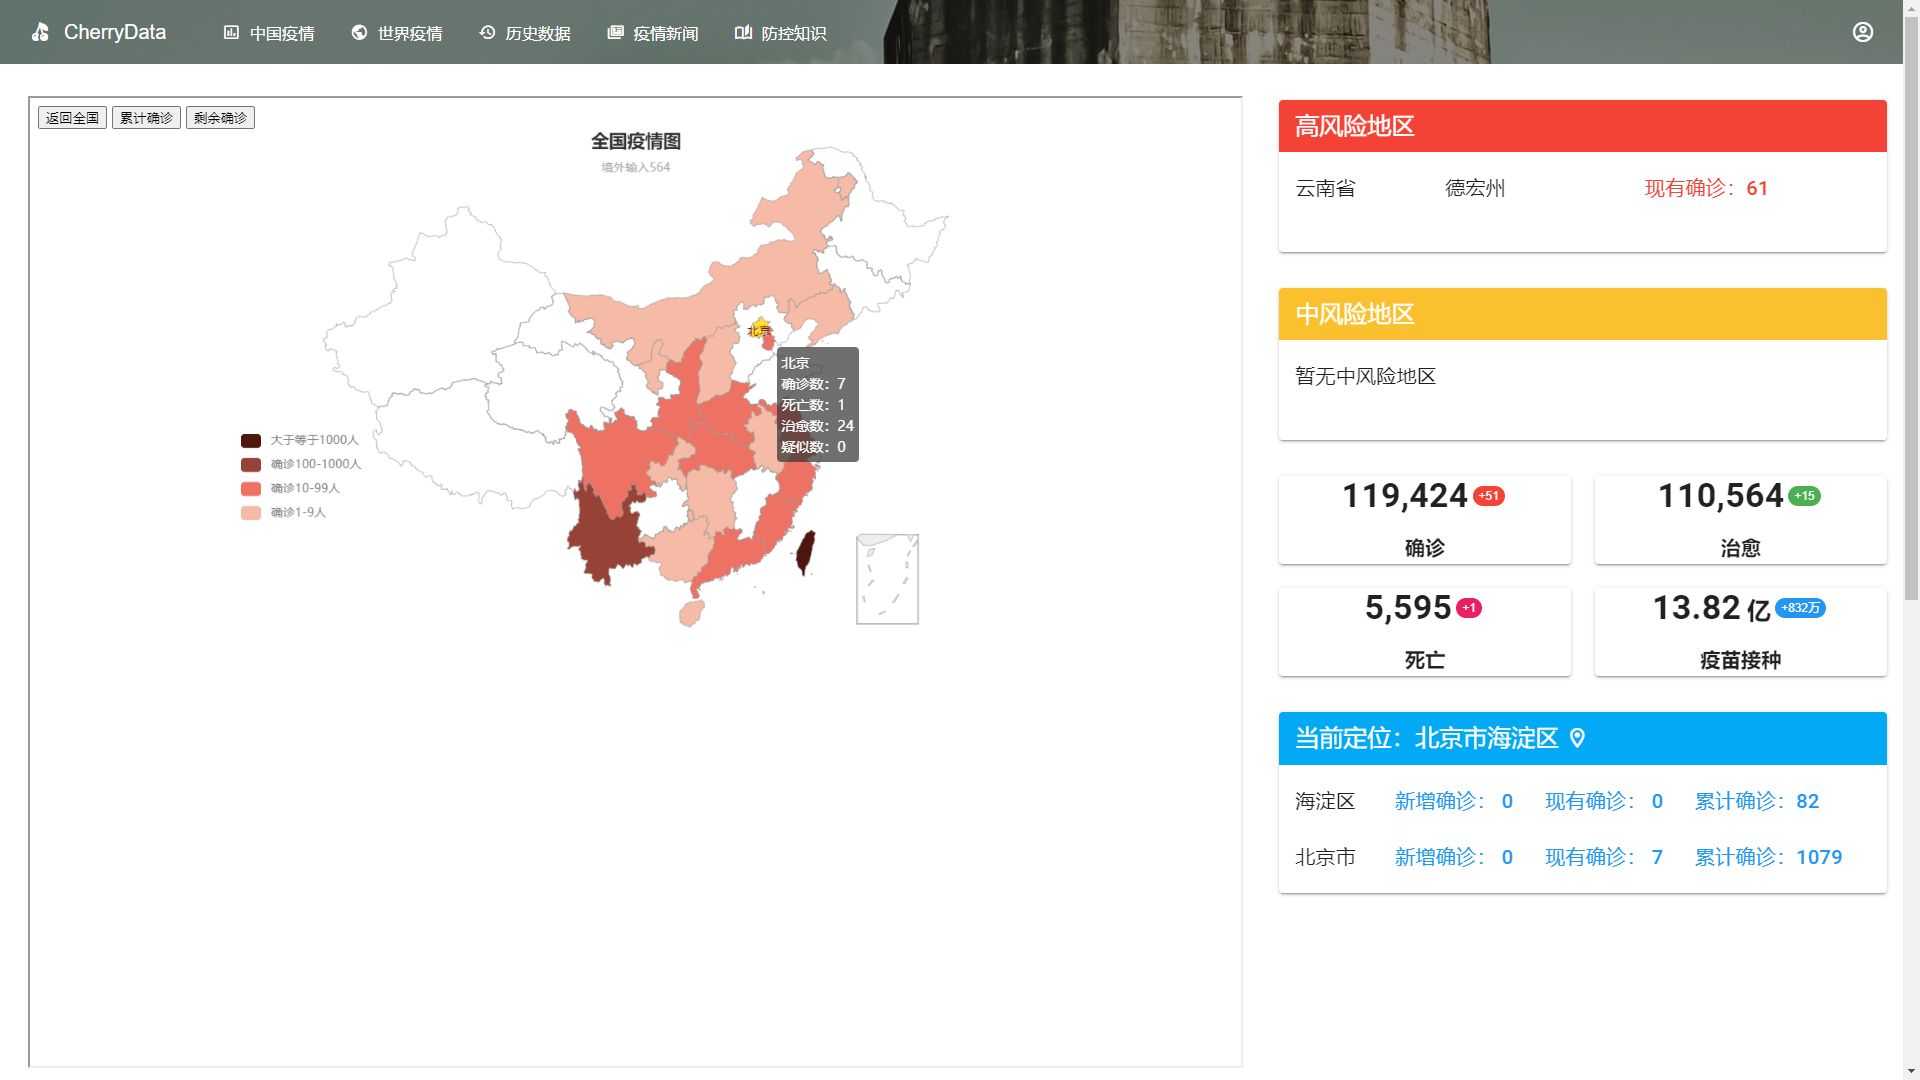 CherryData
中国疫情
世界疫情
历史数据
疫情新闻
防控知识
返回全国 累计确诊 剩余确诊
全国疫情图
境外输入564
北京
北京
确诊数：7
死亡数：1
治愈数：24
疑似数：0
大于等于1000人
确诊100-1000人
确诊10-99人
确诊1-9人
高风险地区
云南省 德宏州 现有确诊：61
中风险地区
暂无中风险地区
119,424 +51
确诊
110,564 +15
治愈
5,595 +1
死亡
13.82 亿 +832万
疫苗接种
当前定位：北京市海淀区
海淀区 新增确诊： 0 现有确诊： 0 累计确诊：82
北京市 新增确诊： 0 现有确诊： 7 累计确诊：1079